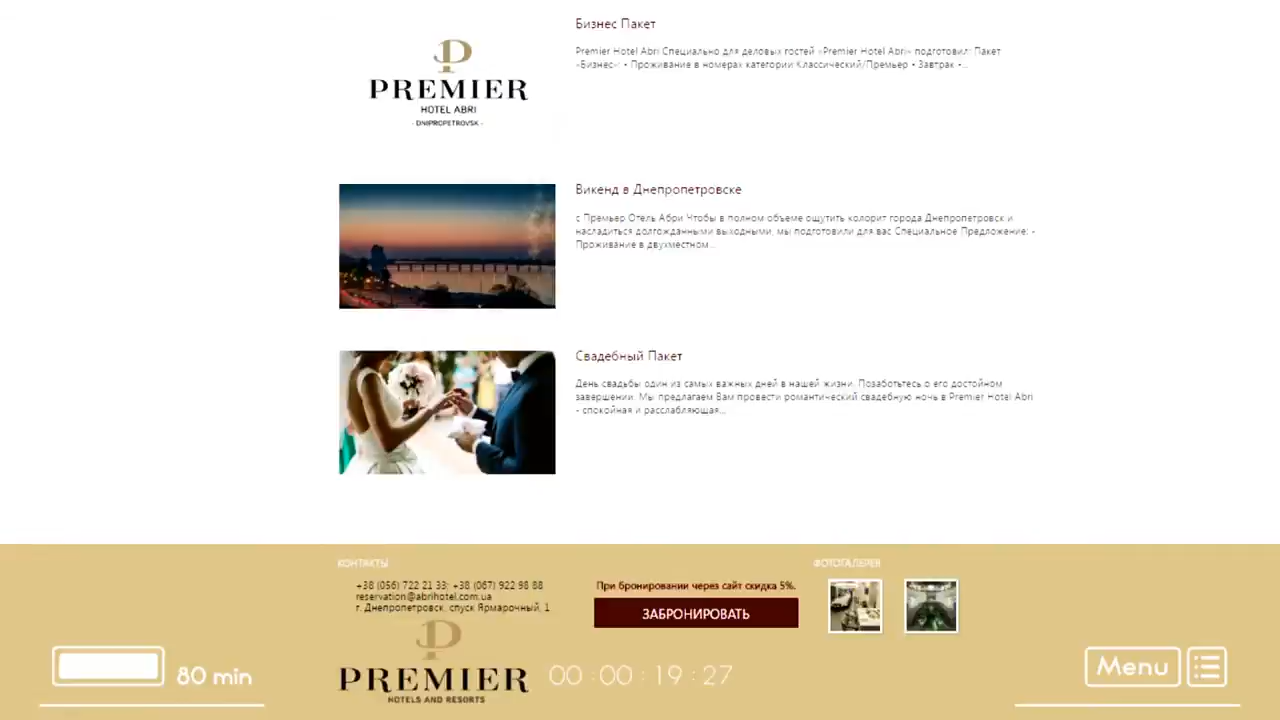 Бизнес Пакет
Premier Hotel Abri Специально для деловых гостей «Premier Hotel Abri» подготовил: Пакет
«Бизнес»: • Проживание в номерах категории Классический/Премьер • Завтрак •...
PREMIER
HOTEL ABRI
· DNIPROPETROVSK ·
Викенд в Днепропетровске
с Премьер Отель Абри Чтобы в полном объеме ощутить колорит города Днепропетровск и
насладиться долгожданными выходными, мы подготовили для вас Специальное Предложение: -
Проживание в двухместном...
Свадебный Пакет
День свадьбы один из самых важных дней в нашей жизни. Позаботьтесь о его достойном
завершении. Мы предлагаем Вам провести романтический свадебную ночь в Premier Hotel Abri
- спокойная и расслабляющая...
КОНТАКТЫ
+38 (056) 722 21 33; +38 (067) 922 98 88
reservation@abrihotel.com.ua
г. Днепропетровск, спуск Ярмарочный, 1
При бронировании через сайт скидка 5%.
ЗАБРОНИРОВАТЬ
ФОТОГАЛЕРЕЯ
PREMIER
HOTELS AND RESORTS
80 min
00:00:19:27
Menu